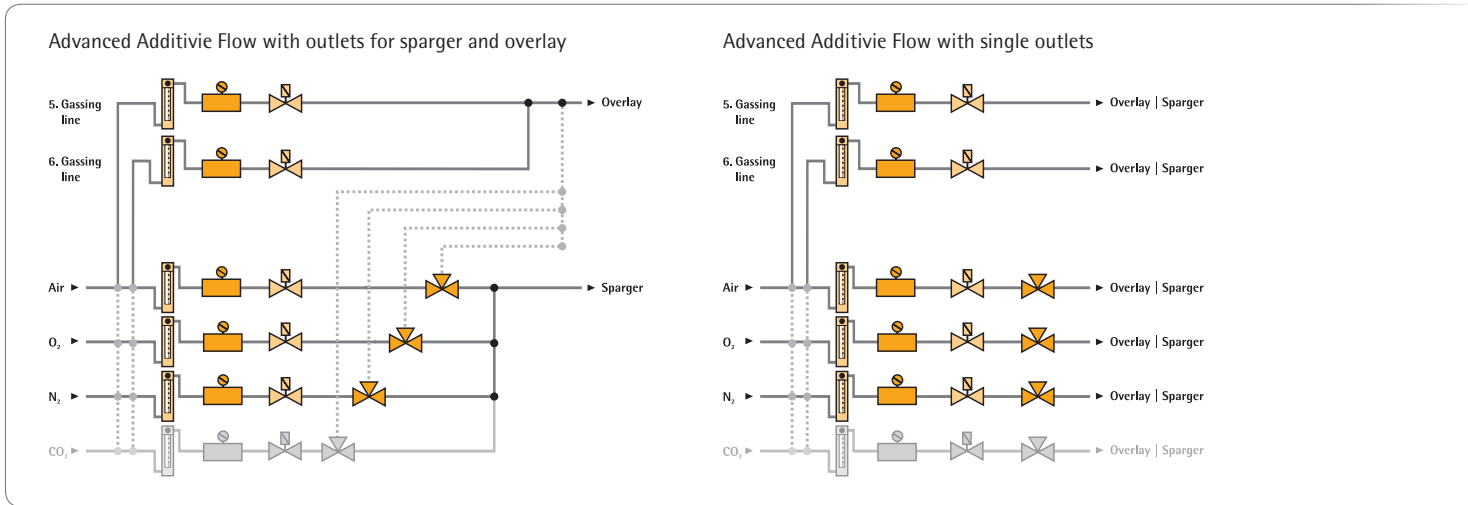 Advanced Additivie Flow with outlets for sparger and overlay
5. Gassing
line
Overlay
6. Gassing
line
Air
Sparger
O₂
N₂
CO₂
Advanced Additivie Flow with single outlets
5. Gassing
line
Overlay | Sparger
6. Gassing
line
Overlay | Sparger
Air
Overlay | Sparger
O₂
Overlay | Sparger
N₂
Overlay | Sparger
CO₂
Overlay | Sparger